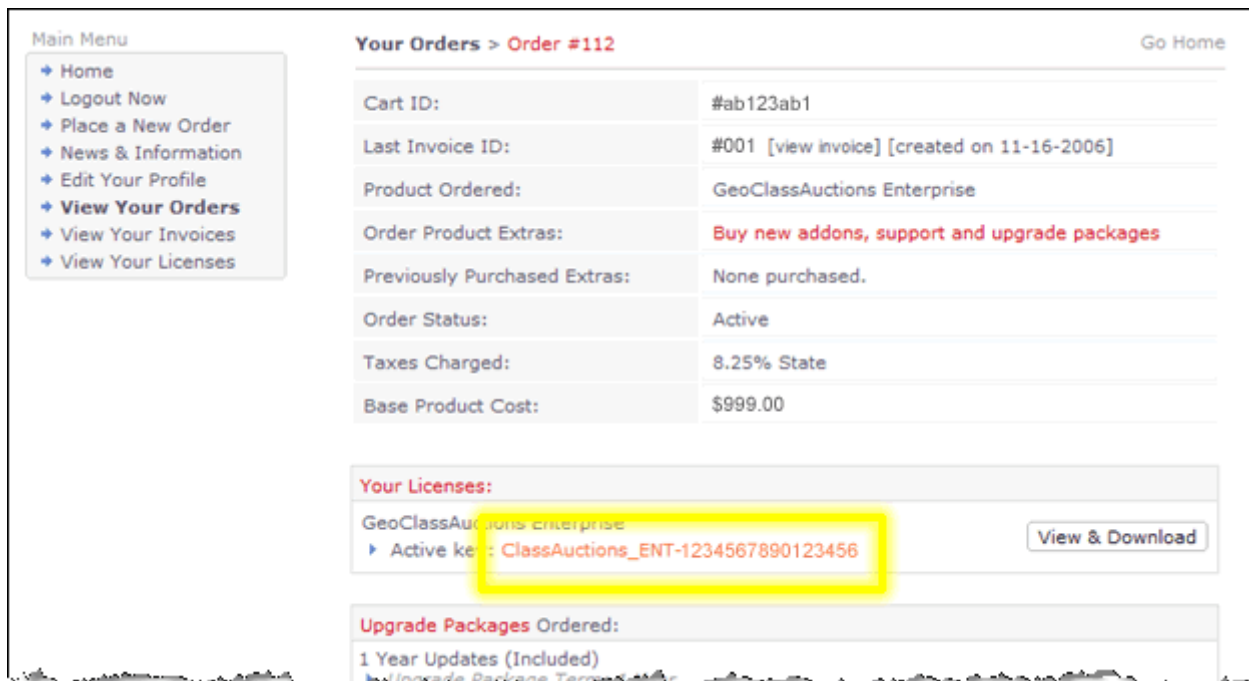 Main Menu
Home
Logout Now
Place a New Order
News & Information
Edit Your Profile
View Your Orders
View Your Invoices
View Your Licenses
Your Orders > Order #112
Go Home
Cart ID: #ab123ab1
Last Invoice ID: #001 [view invoice] [created on 11-16-2006]
Product Ordered: GeoClassAuctions Enterprise
Order Product Extras: Buy new addons, support and upgrade packages
Previously Purchased Extras: None purchased.
Order Status: Active
Taxes Charged: 8.25% State
Base Product Cost: $999.00
Your Licenses:
GeoClassAuctions Enterprise
Active key: ClassAuctions_ENT-1234567890123456
View & Download
Upgrade Packages Ordered:
1 Year Updates (Included)
Upgrade Package Term